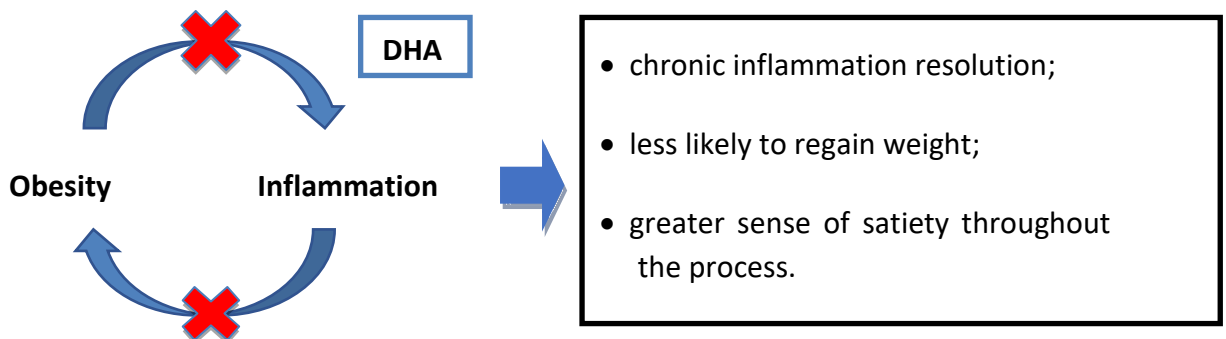 DHA
Obesity
Inflammation
• chronic inflammation resolution;
• less likely to regain weight;
• greater sense of satiety throughout
the process.